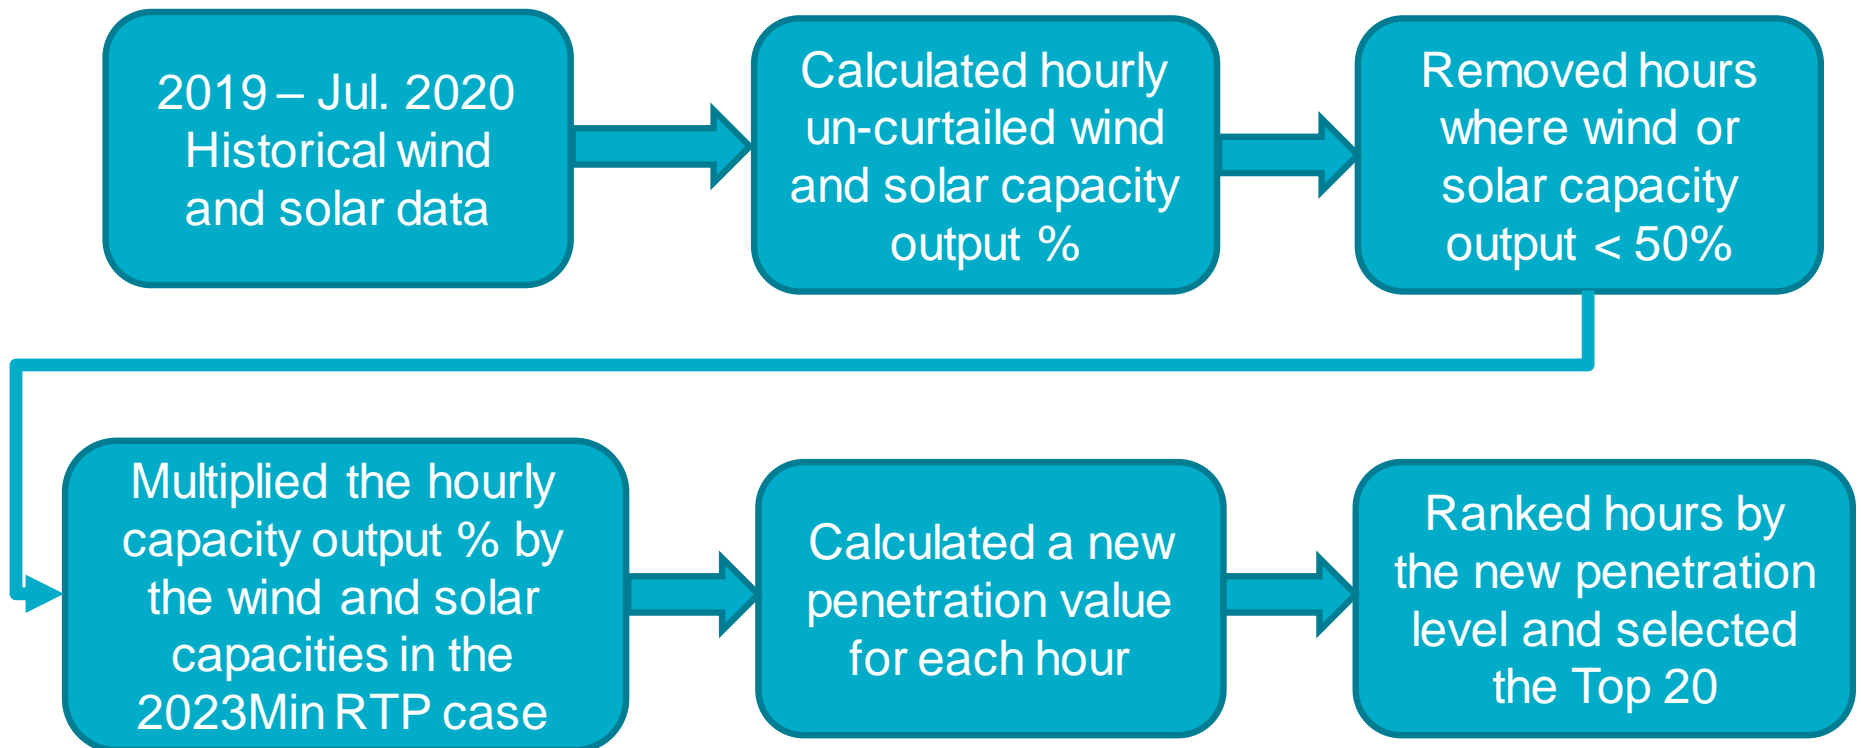 2019 – Jul. 2020
Historical wind
and solar data
Calculated hourly
un-curtailed wind
and solar capacity
output %
Removed hours
where wind or
solar capacity
output < 50%
Multiplied the hourly
capacity output % by
the wind and solar
capacities in the
2023Min RTP case
Calculated a new
penetration value
for each hour
Ranked hours by
the new penetration
level and selected
the Top 20